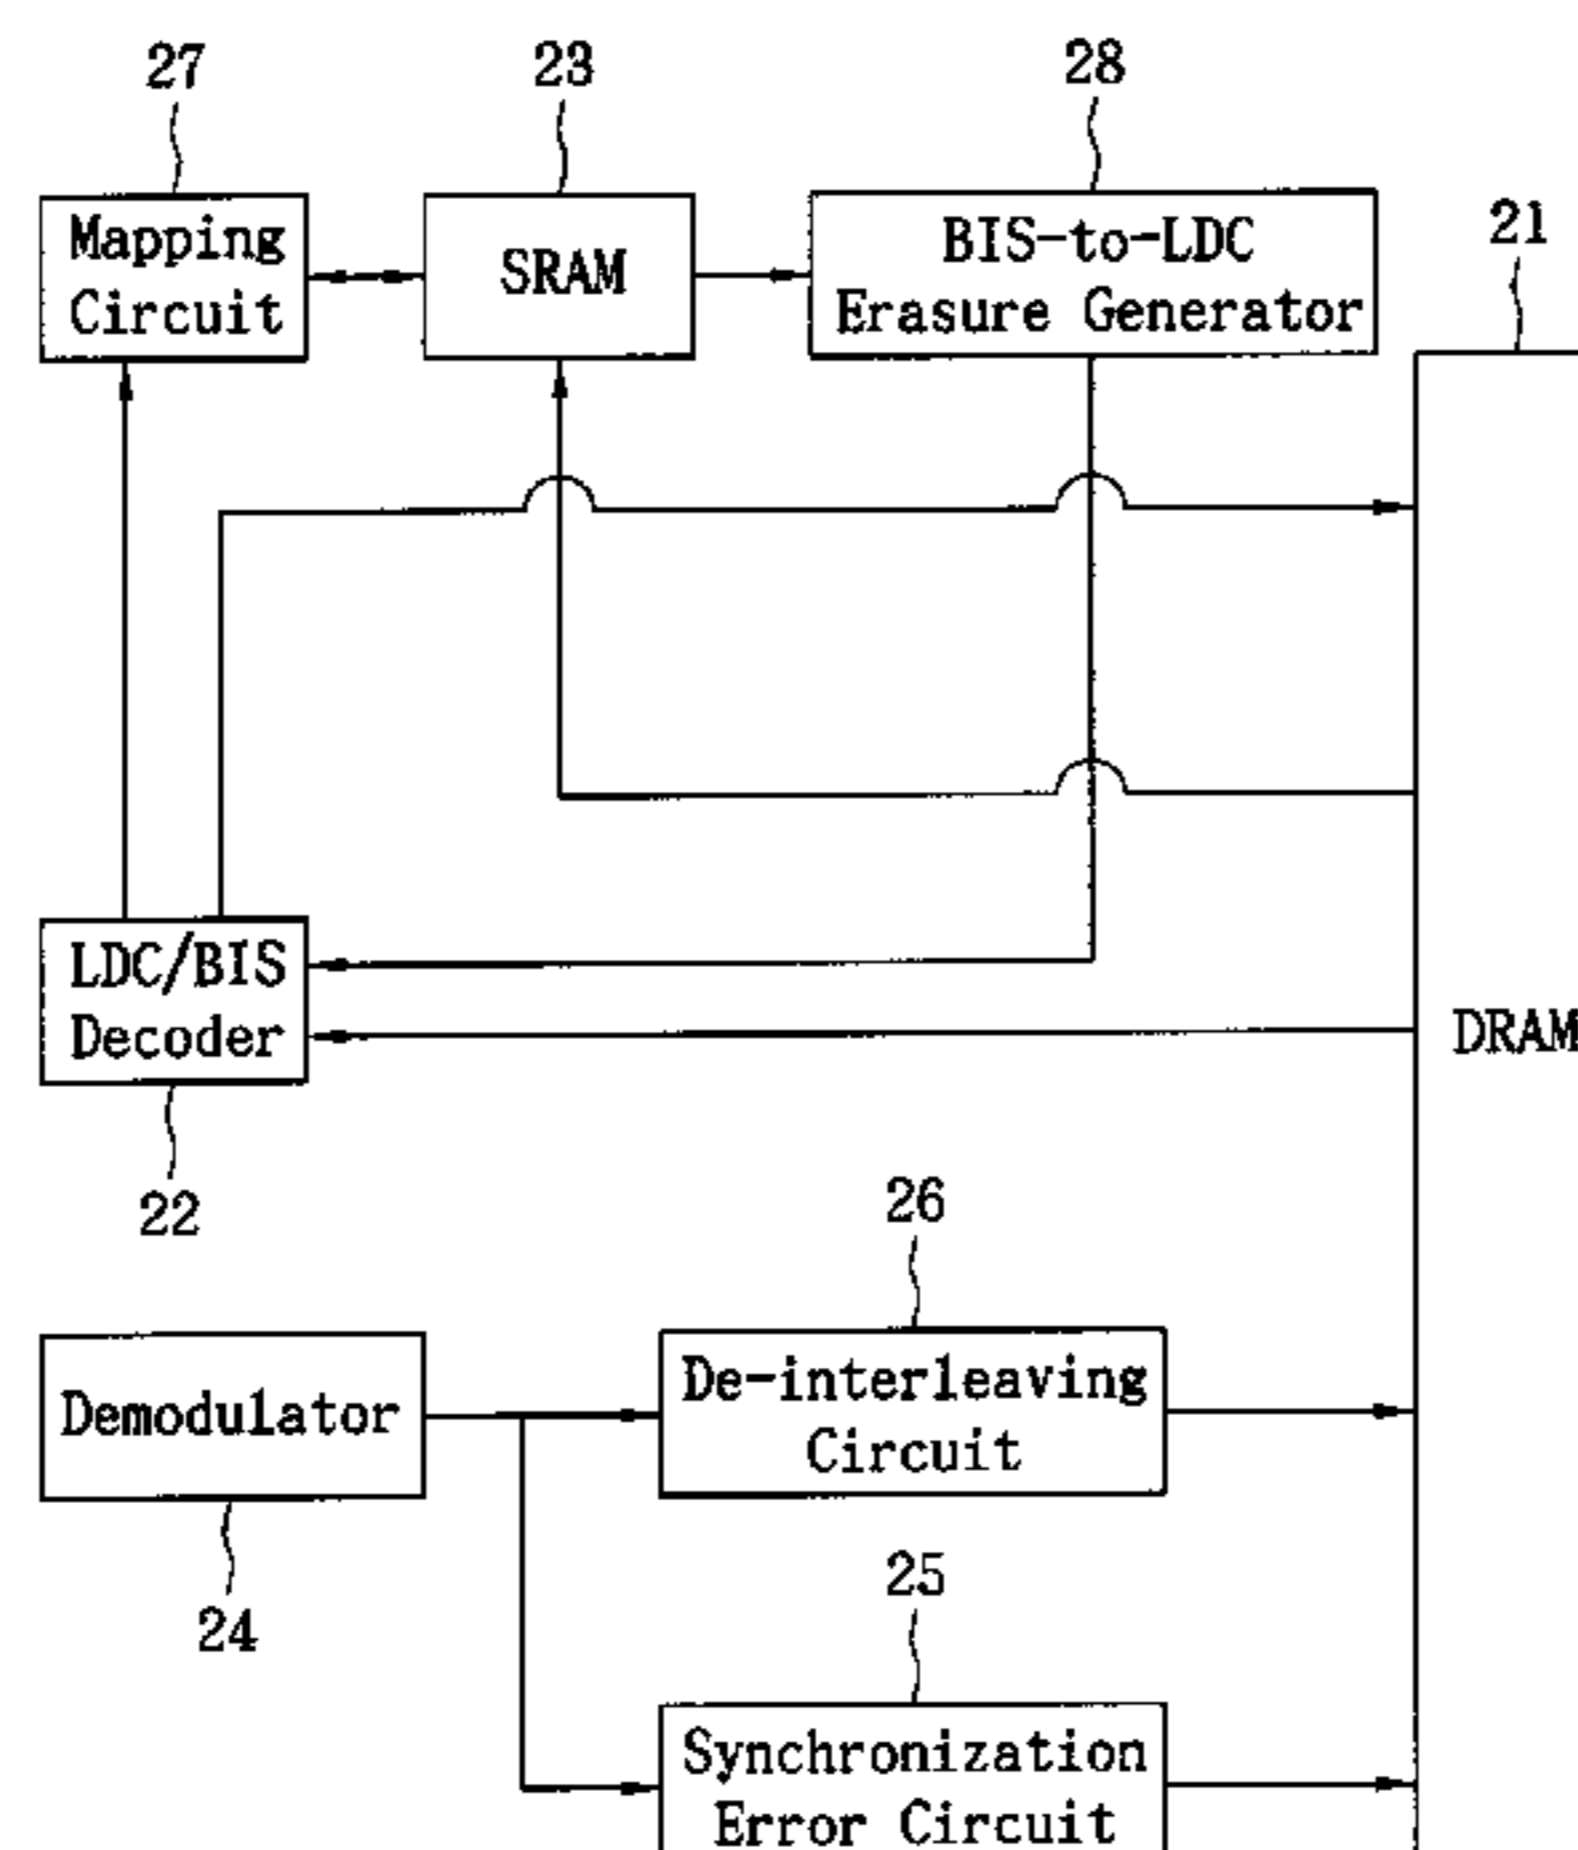 27
23
28
21
Mapping
Circuit
SRAM
BIS-to-LDC
Erasure Generator
LDC/BIS
Decoder
DRAM
22
26
Demodulator
De-interleaving
Circuit
24
25
Synchronization
Error Circuit